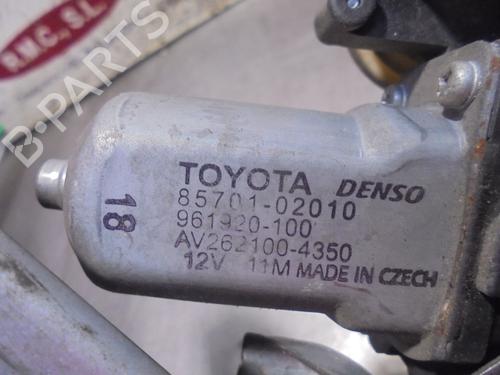 R.M.C., S.L.
B-PARTS
TOYOTA DENSO
85701-02010
961920-100
AV262100-4350
12V 11M MADE IN CZECH
18